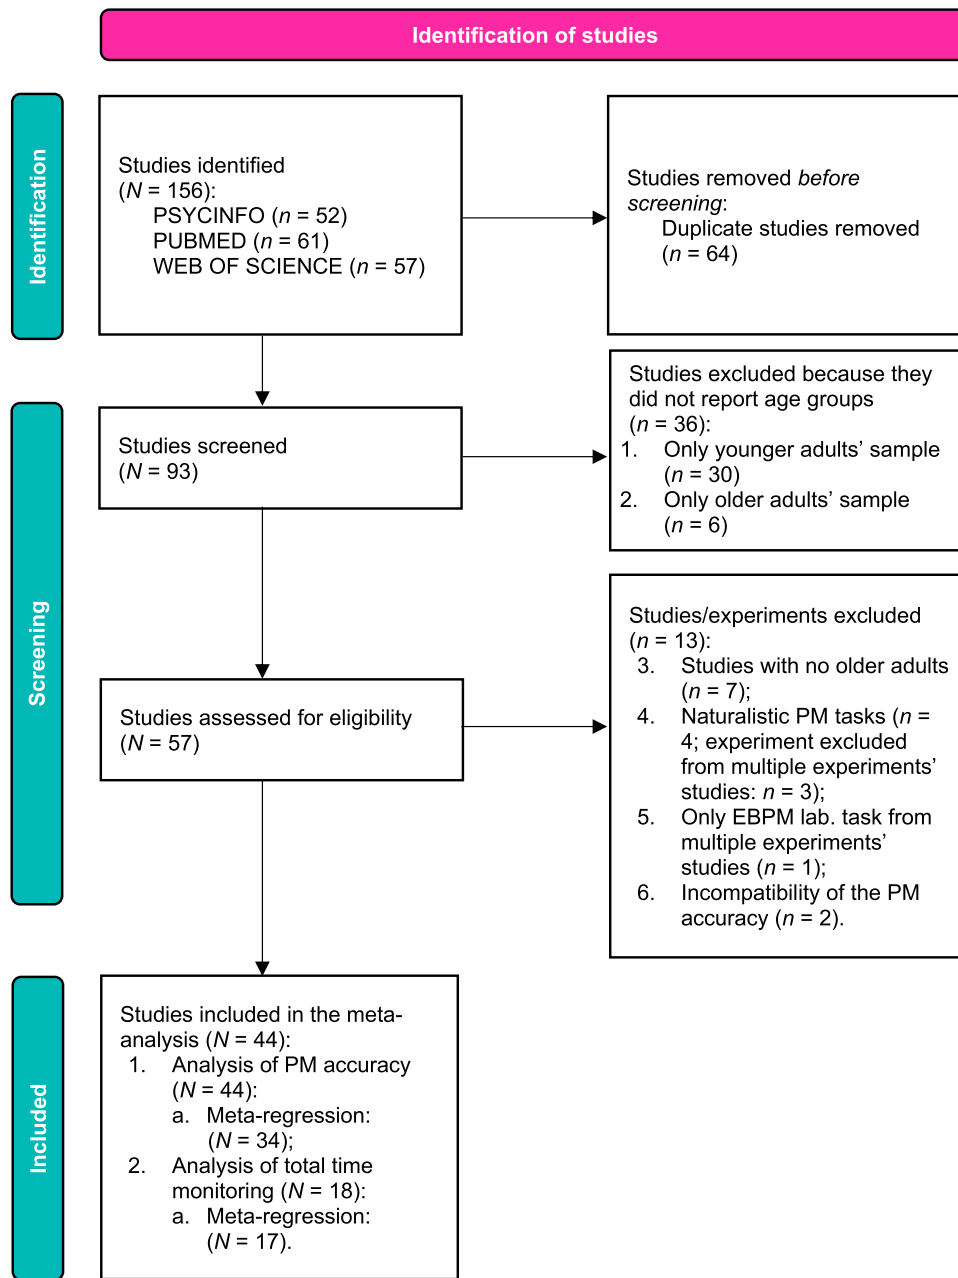 Identification of studies
Identification
Studies identified
(N = 156):
PSYCINFO (n = 52)
PUBMED (n = 61)
WEB OF SCIENCE (n = 57)
Studies removed before
screening:
Duplicate studies removed
(n = 64)
Screening
Studies screened
(N = 93)
Studies excluded because they
did not report age groups
(n = 36):
1. Only younger adults’ sample
(n = 30)
2. Only older adults’ sample
(n = 6)
Studies assessed for eligibility
(N = 57)
Studies/experiments excluded
(n = 13):
3. Studies with no older adults
(n = 7);
4. Naturalistic PM tasks (n =
4; experiment excluded
from multiple experiments’
studies: n = 3);
5. Only EBPM lab. task from
multiple experiments’
studies (n = 1);
6. Incompatibility of the PM
accuracy (n = 2).
Included
Studies included in the meta-
analysis (N = 44):
1. Analysis of PM accuracy
(N = 44):
a. Meta-regression:
(N = 34);
2. Analysis of total time
monitoring (N = 18):
a. Meta-regression:
(N = 17).